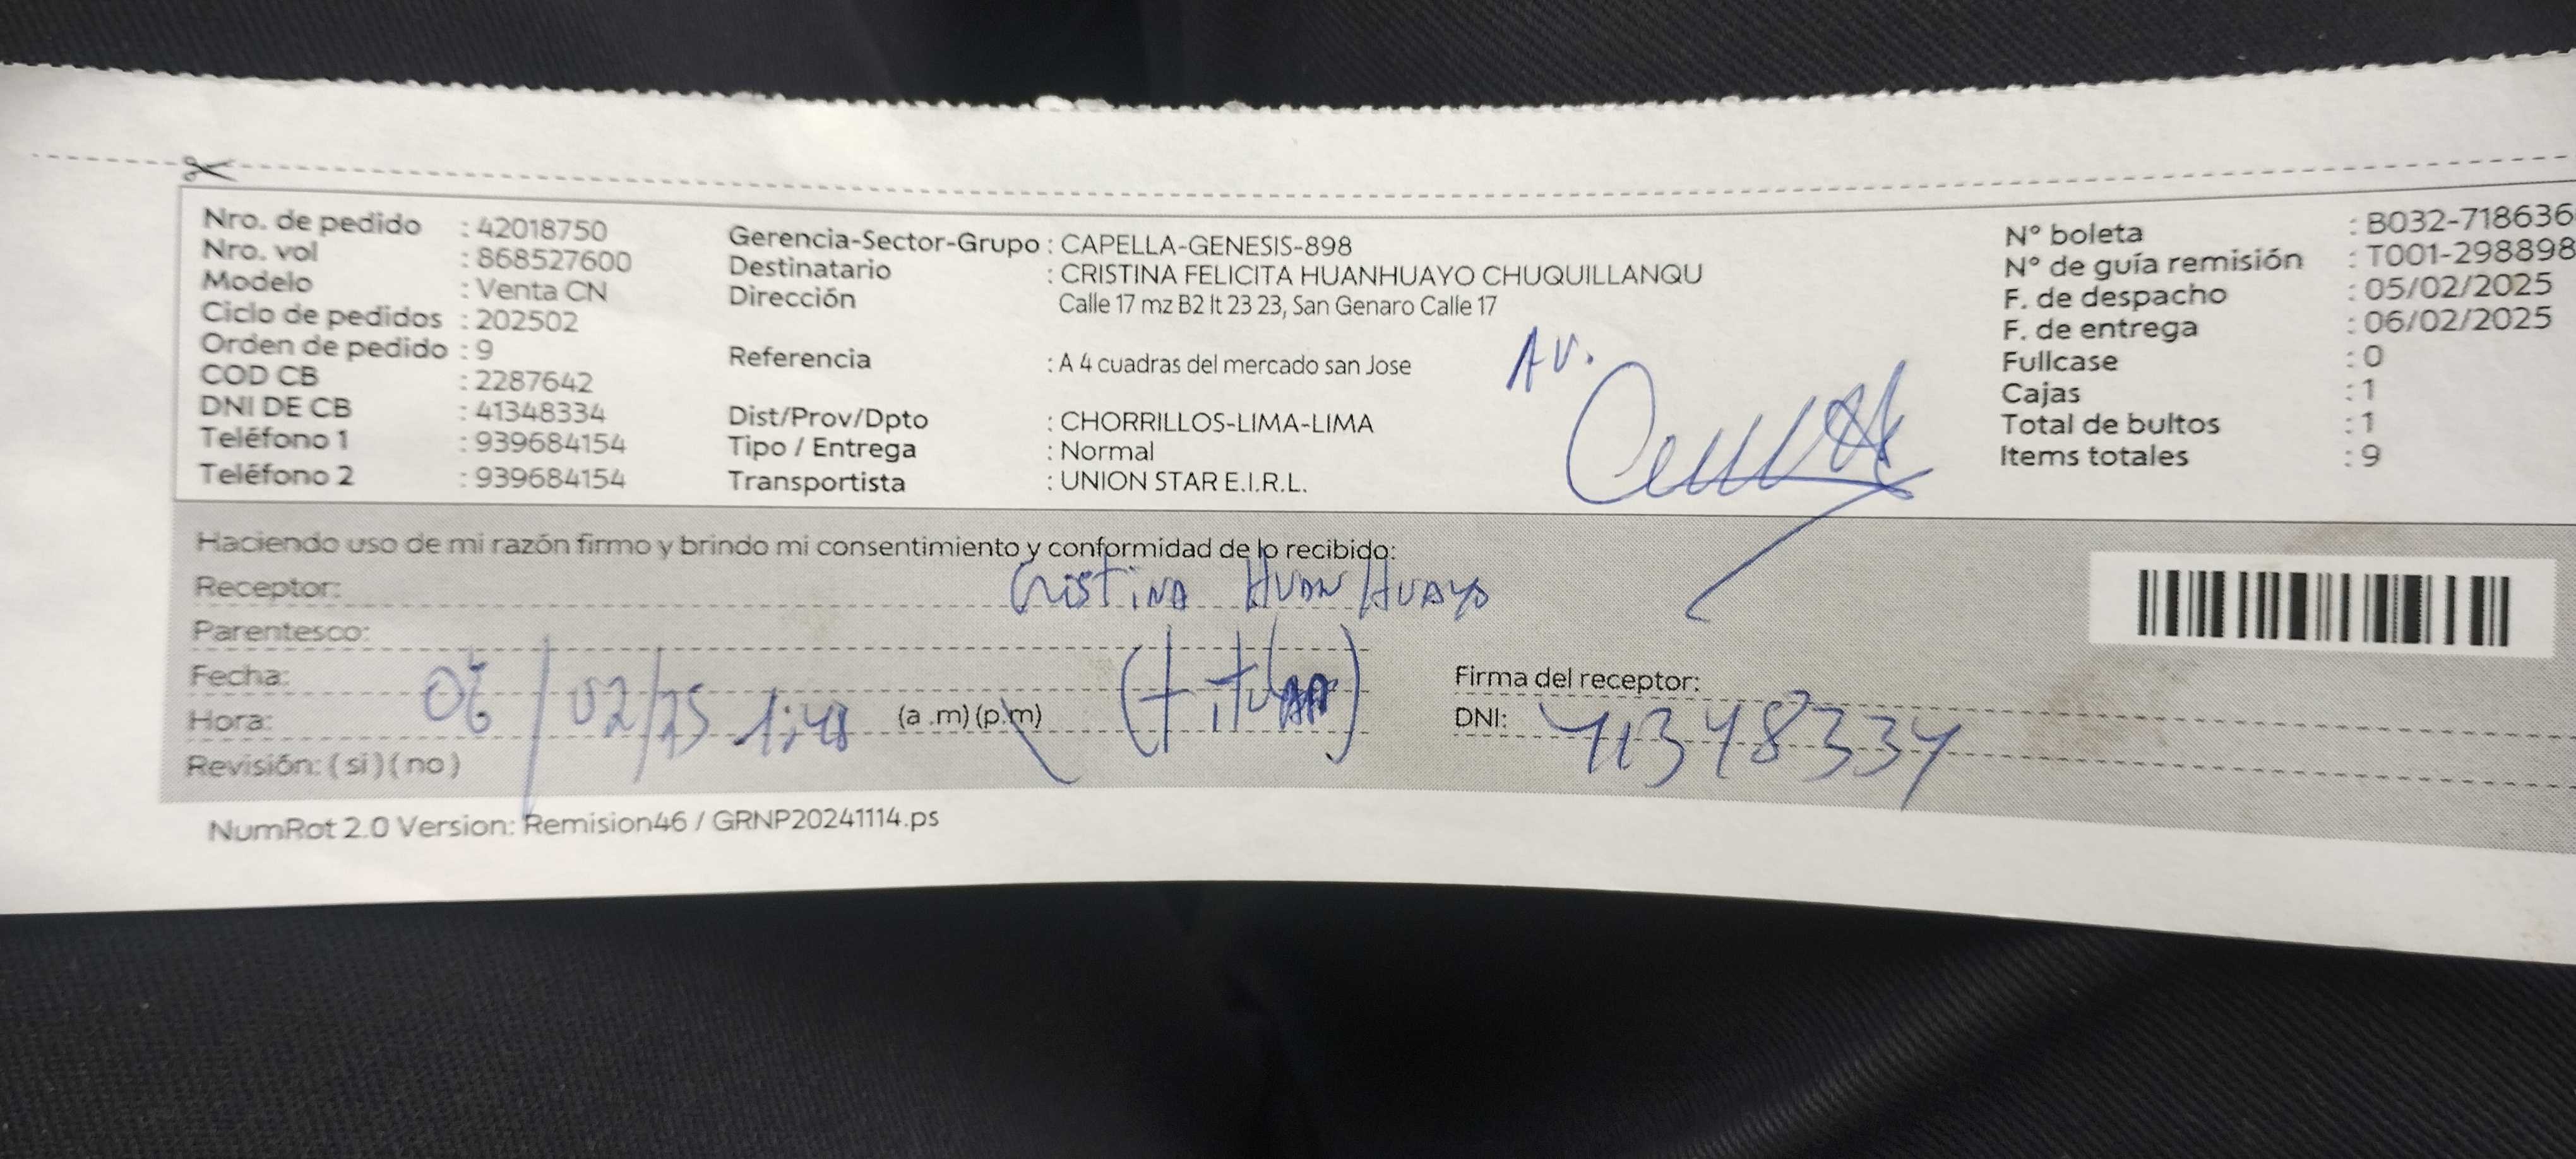 Nro. de pedido : 42018750
Nro. vol : 868527600
Modelo : Venta CN
Ciclo de pedidos : 202502
Orden de pedido : 9
COD CB : 2287642
DNI DE CB : 41348334
Teléfono 1 : 939684154
Teléfono 2 : 939684154
Gerencia-Sector-Grupo : CAPELLA-GENESIS-898
Destinatario : CRISTINA FELICITA HUANHUAYO CHUQUILLANQU
Dirección Calle 17 mz B2 lt 23 23, San Genaro Calle 17
Referencia : A 4 cuadras del mercado san Jose
Dist/Prov/Dpto : CHORRILLOS-LIMA-LIMA
Tipo / Entrega : Normal
Transportista : UNION STAR E.I.R.L.
AV.
N° boleta : B032-718636
N° de guía remisión : T001-298898
F. de despacho : 05/02/2025
F. de entrega : 06/02/2025
Fullcase : 0
Cajas : 1
Total de bultos : 1
Items totales : 9
Haciendo uso de mi razón firmo y brindo mi consentimiento y conformidad de lo recibido:
Receptor: CRISTINA HUANHUAYO
Parentesco: (titular)
Fecha: 06/02/25
Hora: 1:48 (a .m) (p.m)
Revisión: ( si ) ( no )
Firma del receptor:
DNI: 41348334
NumRot 2.0 Version: Remision46 / GRNP20241114.ps